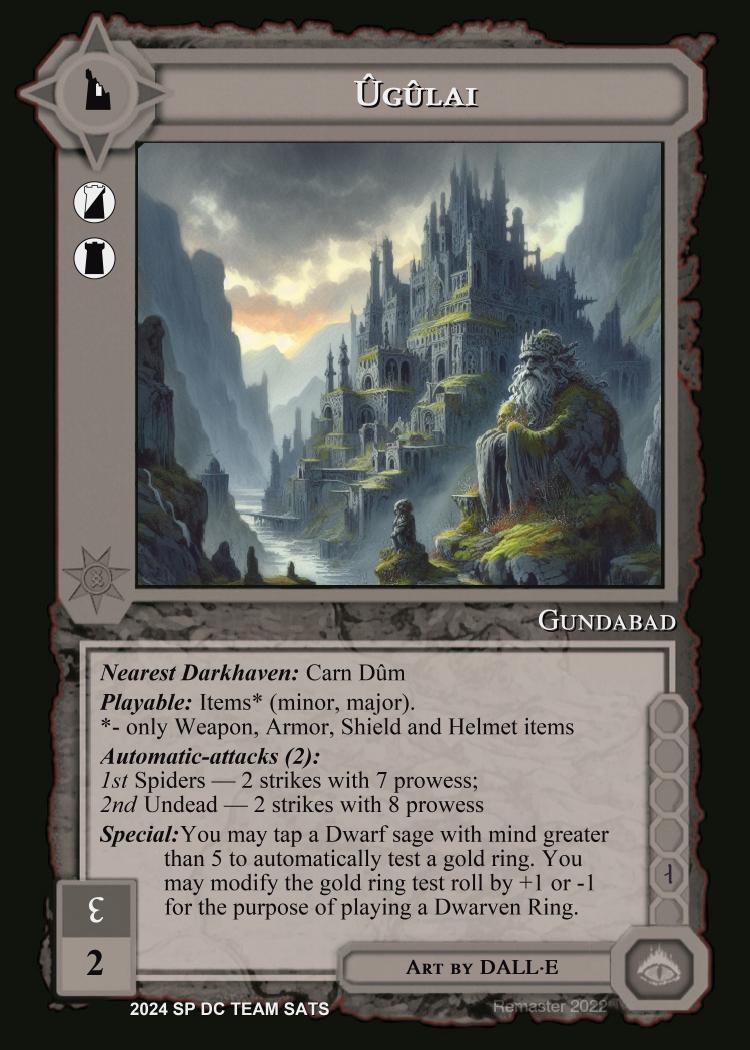 Ûgûlai
Gundabad
Nearest Darkhaven: Carn Dûm
Playable: Items* (minor, major).
*- only Weapon, Armor, Shield and Helmet items
Automatic-attacks (2):
1st Spiders — 2 strikes with 7 prowess;
2nd Undead — 2 strikes with 8 prowess
Special:You may tap a Dwarf sage with mind greater
than 5 to automatically test a gold ring. You
may modify the gold ring test roll by +1 or -1
for the purpose of playing a Dwarven Ring.
2
Art by DALL·E
2024 SP DC TEAM SATS
Remaster 2022